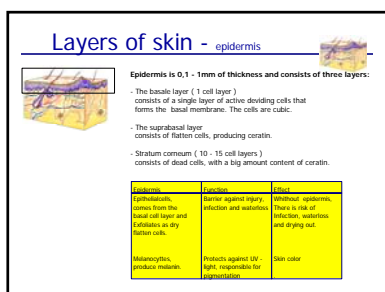 Layers of skin - epidermis
Epidermis is 0,1 - 1mm of thickness and consists of three layers:
- The basale layer ( 1 cell layer )
consists of a single layer of active deviding cells that
forms the basal membrane. The cells are cubic.
- The suprabasal layer
consists of flatten cells, producing ceratin.
- Stratum corneum ( 10 - 15 cell layers )
consists of dead cells, with a big amount content of ceratin.
Epidermis Function Effect
Epithelialcells, Barrier against injury, Whithout epidermis,
comes from the infection and waterloss There is risk of
basal cell layer and Infection, waterloss
Exfoliates as dry and drying out.
flatten cells.
Melanocyttes, Protects against UV - Skin color
produce melanin. light, responsible for
pigmentation